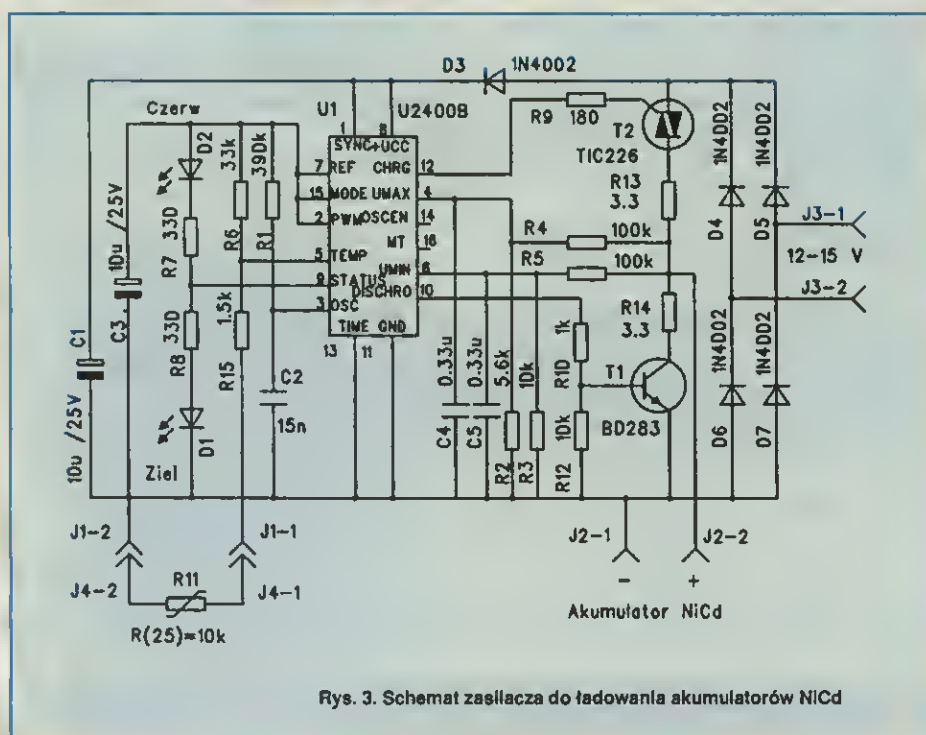 D3 1N4002
Czerw
U1 U2400B
D2
33k
390k
1 8
SYNC+UCC
7 REF CHRG 12
15 MODE UMAX 4
2 PWM OSCEN 14
MT 16
5 TEMP UMIN 6
9 STATUS
DISCHRO 10
3 OSC
TIME GND
13 11
R9 180
T2
TIC226
R13
3.3
R4 100k
R5 100k
R14
3.3
T1
BD283
1N4002
1N4002
D4
D5
J3-1
12-15 V
J3-2
1N4002
1N4002
D6
D7
10u /25V
C3
C1
10u /25V
330
R7
R6
R1
330
R8
1.5k
R15
C2
15n
D1
Ziel
0.33u
0.33u
5.6k
10k
C4
C5
R2
R3
1k
R10
10k
R12
J1-2 J1-1
J4-2 R11 J4-1
R(25)=10k
J2-1 J2-2
- +
Akumulator NiCd
Rys. 3. Schemat zasilacza do ładowania akumulatorów NiCd